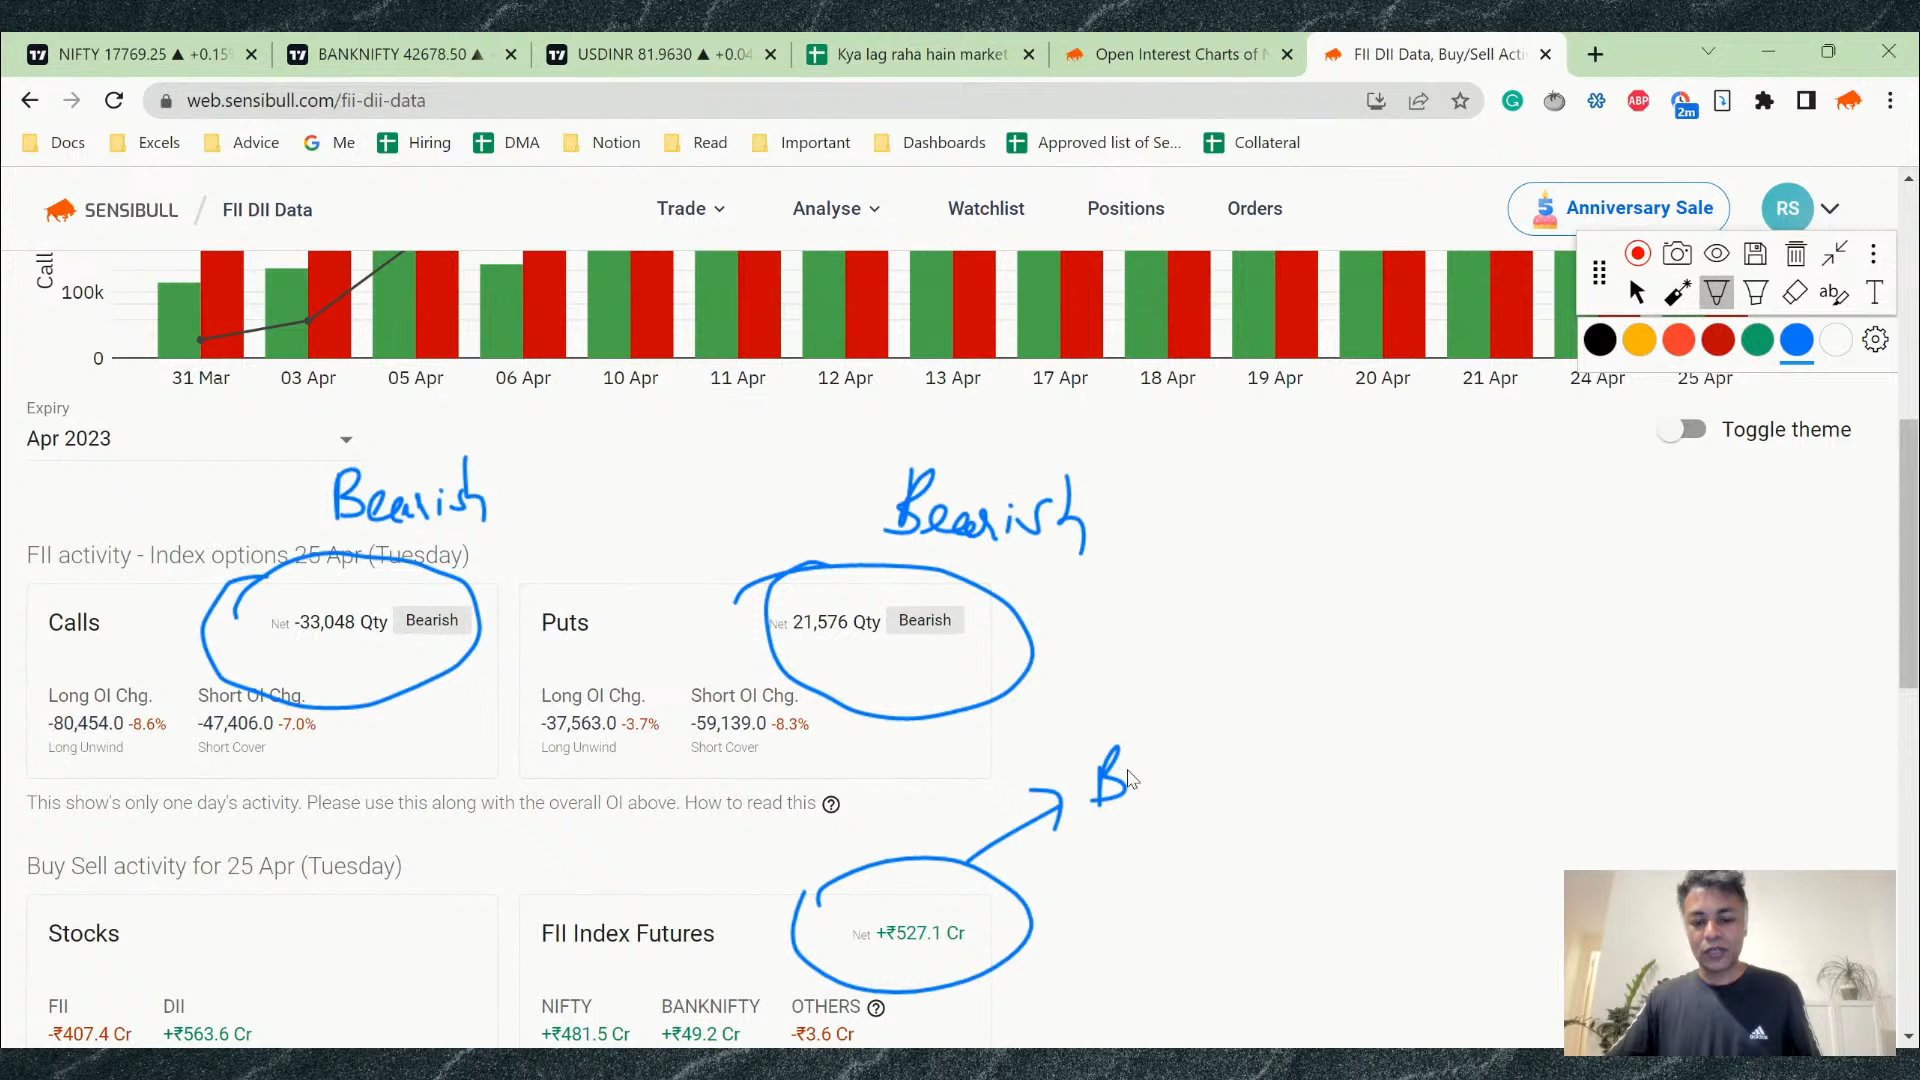 NIFTY 17769.25 ▲ +0.15%
BANKNIFTY 42678.50 ▲
USDINR 81.9630 ▲ +0.04
Kya lag raha hain market
Open Interest Charts of N
FII DII Data, Buy/Sell Acti
web.sensibull.com/fii-dii-data
ABP
2m
Docs
Excels
Advice
Me
Hiring
DMA
Notion
Read
Important
Dashboards
Approved list of Se...
Collateral
SENSIBULL / FII DII Data
Trade
Analyse
Watchlist
Positions
Orders
5 Anniversary Sale
RS
Call
100k
0
31 Mar 03 Apr 05 Apr 06 Apr 10 Apr 11 Apr 12 Apr 13 Apr 17 Apr 18 Apr 19 Apr 20 Apr 21 Apr 24 Apr 25 Apr
Expiry
Apr 2023
Toggle theme
Bearish
Bearish
FII activity - Index options 25 Apr (Tuesday)
Calls
Net -33,048 Qty Bearish
Long OI Chg. Short OI Chg.
-80,454.0 -8.6% -47,406.0 -7.0%
Long Unwind Short Cover
Puts
Net 21,576 Qty Bearish
Long OI Chg. Short OI Chg.
-37,563.0 -3.7% -59,139.0 -8.3%
Long Unwind Short Cover
B
This show's only one day's activity. Please use this along with the overall OI above. How to read this
Buy Sell activity for 25 Apr (Tuesday)
Stocks
FII DII
-₹407.4 Cr +₹563.6 Cr
FII Index Futures
Net +₹527.1 Cr
NIFTY BANKNIFTY OTHERS
+₹481.5 Cr +₹49.2 Cr -₹3.6 Cr